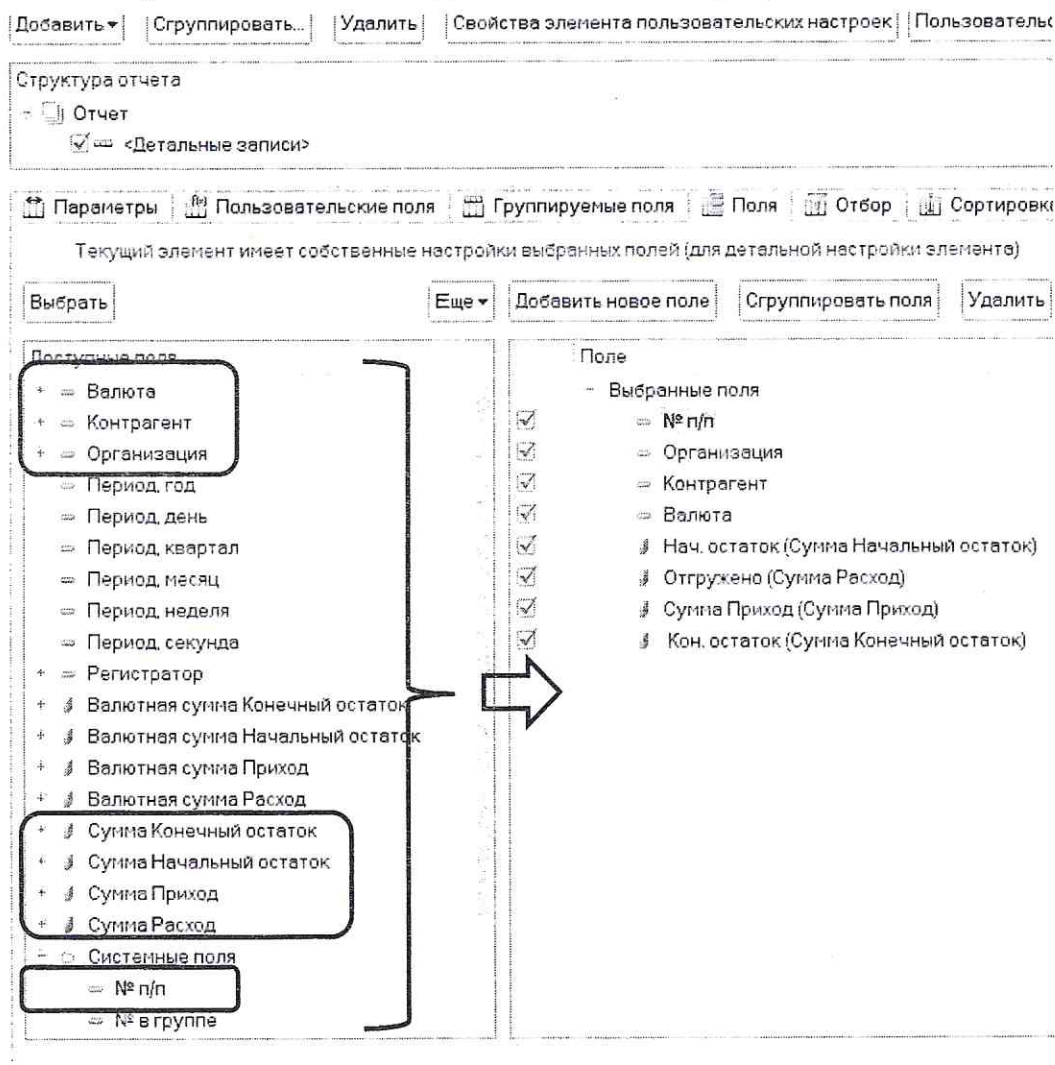 Добавить Сгруппировать... Удалить Свойства элемента пользовательских настроек
Структура отчета
Отчет
<Детальные записи>
Параметры Пользовательские поля Группируемые поля Поля Отбор
Текущий элемент имеет собственные настройки выбранных полей (для детальной настройки элемента)
Выбрать Еще Добавить новое поле Сгруппировать поля Удалить
Доступные поля
Валюта
Контрагент
Организация
Период, год
Период, день
Период, квартал
Период, месяц
Период, неделя
Период, секунда
Регистратор
Валютная сумма Конечный остаток
Валютная сумма Начальный остаток
Валютная сумма Приход
Валютная сумма Расход
Сумма Конечный остаток
Сумма Начальный остаток
Сумма Приход
Сумма Расход
Системные поля
№ п/п
№ в группе
Поле
Выбранные поля
№ п/п
Организация
Контрагент
Валюта
Нач. остаток (Сумма Начальный остаток)
Отгружено (Сумма Расход)
Сумма Приход (Сумма Приход)
Кон. остаток (Сумма Конечный остаток)